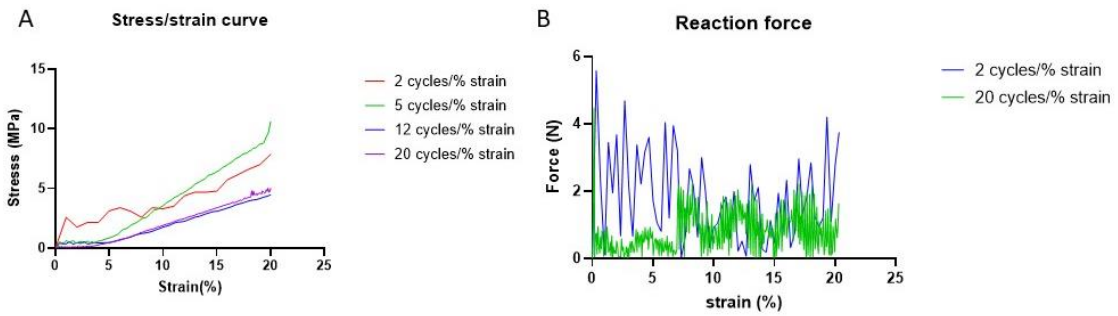 A
Stress/strain curve
15
10
5
0
Stresss (MPa)
0 5 10 15 20 25
Strain(%)
2 cycles/% strain
5 cycles/% strain
12 cycles/% strain
20 cycles/% strain
B
Reaction force
6
4
2
0
Force (N)
0 5 10 15 20 25
strain (%)
2 cycles/% strain
20 cycles/% strain